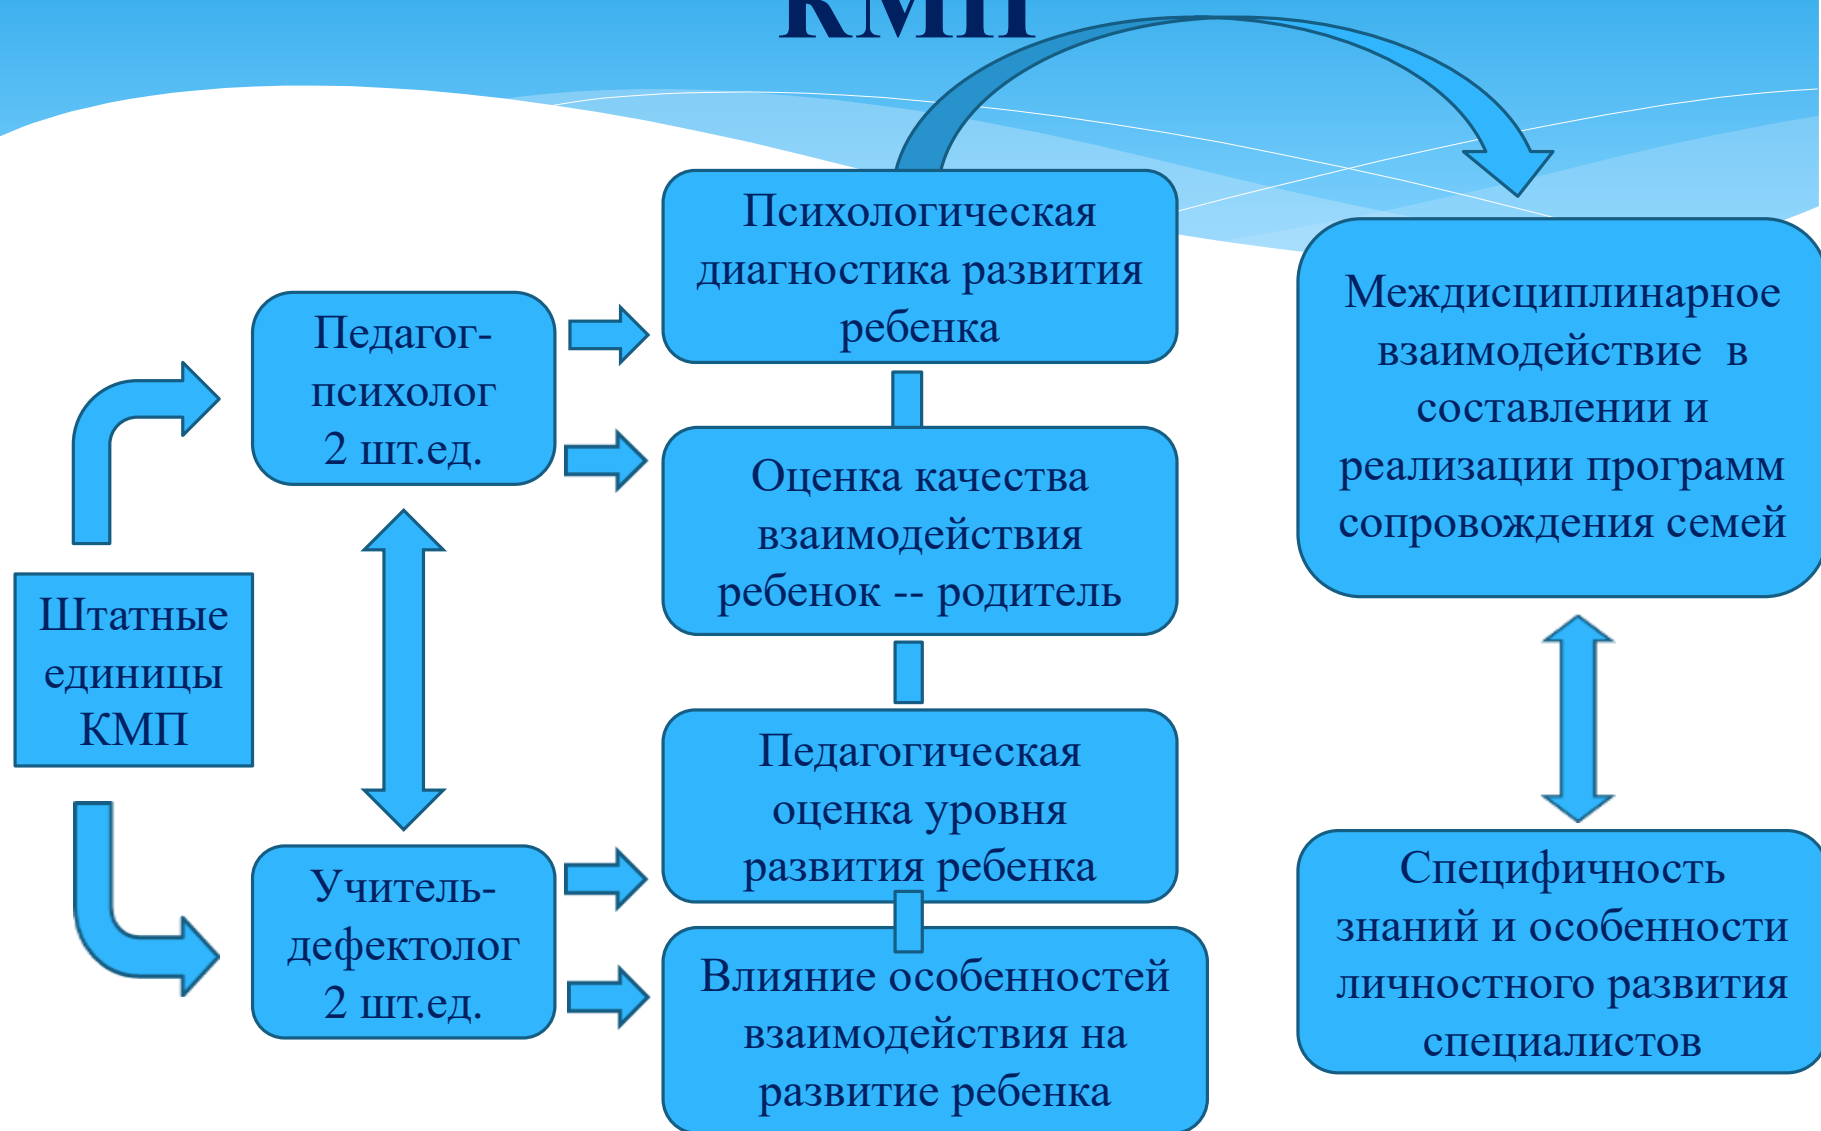 КМП
Психологическая
диагностика развития
ребенка
Педагог-
психолог
2 шт.ед.
Оценка качества
взаимодействия
ребенок -- родитель
Штатные
единицы
КМП
Педагогическая
оценка уровня
развития ребенка
Учитель-
дефектолог
2 шт.ед.
Влияние особенностей
взаимодействия на
развитие ребенка
Междисциплинарное
взаимодействие в
составлении и
реализации программ
сопровождения семей
Специфичность
знаний и особенности
личностного развития
специалистов